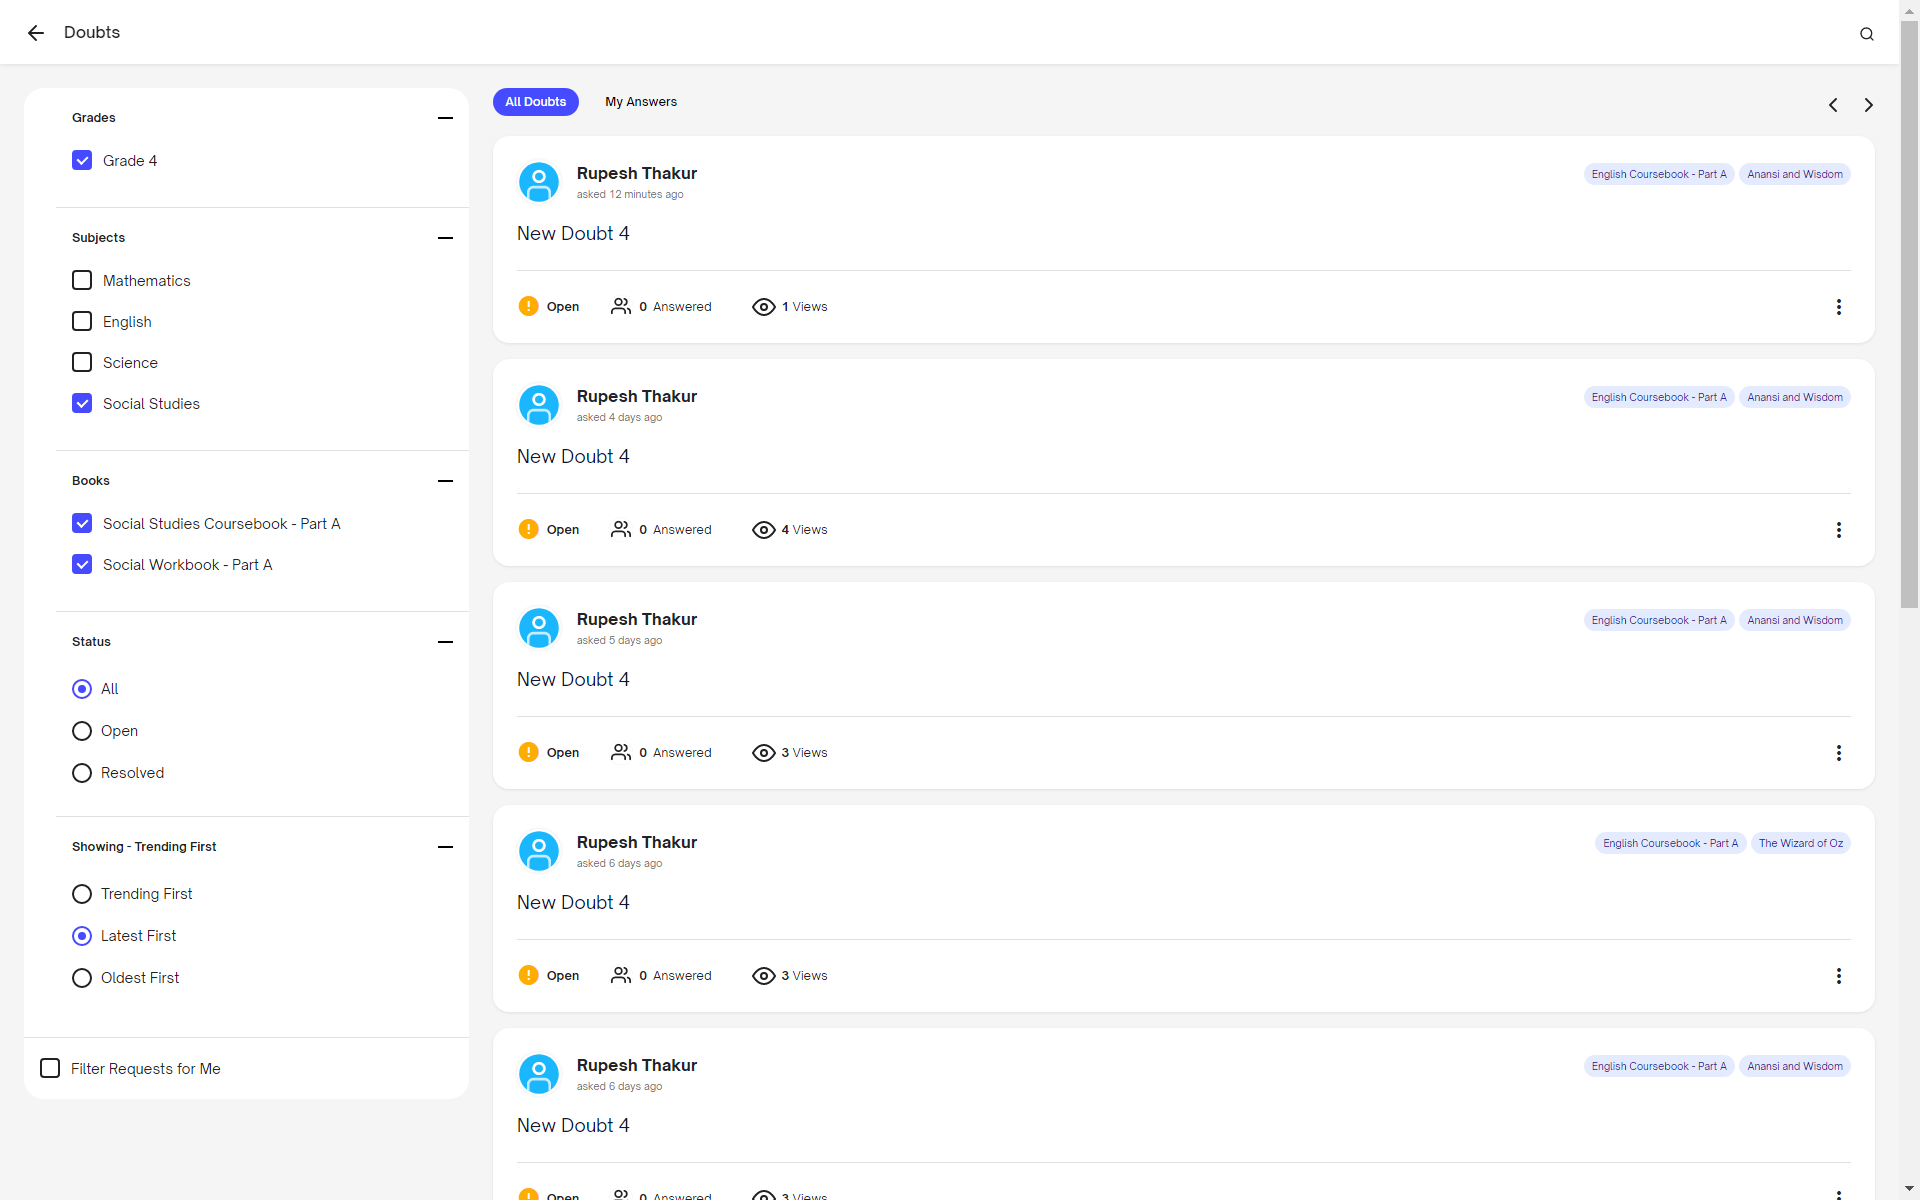 Doubts
Grades
Grade 4
Subjects
Mathematics
English
Science
Social Studies
Books
Social Studies Coursebook - Part A
Social Workbook - Part A
Status
All
Open
Resolved
Showing - Trending First
Trending First
Latest First
Oldest First
Filter Requests for Me
All Doubts My Answers
Rupesh Thakur English Coursebook - Part A Anansi and Wisdom
asked 12 minutes ago
New Doubt 4
Open 0 Answered 1 Views
Rupesh Thakur English Coursebook - Part A Anansi and Wisdom
asked 4 days ago
New Doubt 4
Open 0 Answered 4 Views
Rupesh Thakur English Coursebook - Part A Anansi and Wisdom
asked 5 days ago
New Doubt 4
Open 0 Answered 3 Views
Rupesh Thakur English Coursebook - Part A The Wizard of Oz
asked 6 days ago
New Doubt 4
Open 0 Answered 3 Views
Rupesh Thakur English Coursebook - Part A Anansi and Wisdom
asked 6 days ago
New Doubt 4
Open 0 Answered 3 Views